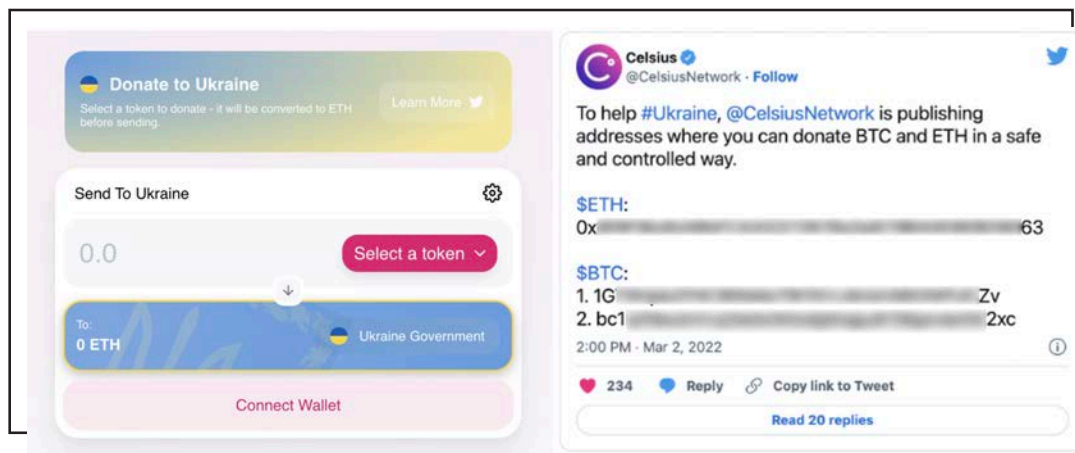 Donate to Ukraine
Select a token to donate - it will be converted to ETH
before sending.
Learn More
Send To Ukraine
0.0
Select a token
To:
0 ETH
Ukraine Government
Connect Wallet
Celsius
@CelsiusNetwork · Follow
To help #Ukraine, @CelsiusNetwork is publishing
addresses where you can donate BTC and ETH in a safe
and controlled way.
$ETH:
0x 63
$BTC:
1. 1G Zv
2. bc1 2xc
2:00 PM · Mar 2, 2022
234 Reply Copy link to Tweet
Read 20 replies